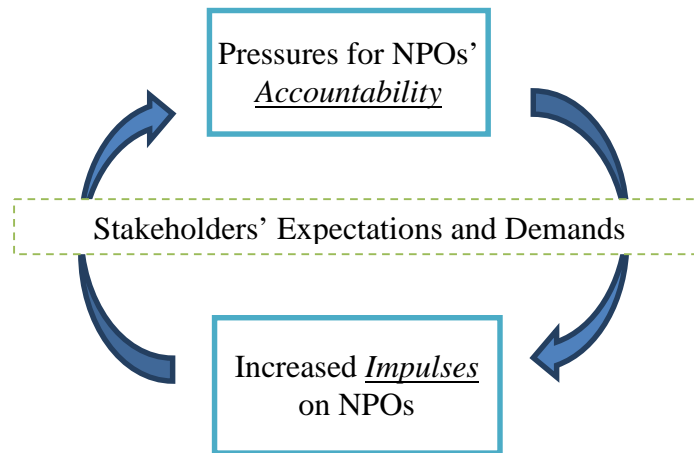 Pressures for NPOs’
Accountability
Stakeholders’ Expectations and Demands
Increased Impulses
on NPOs